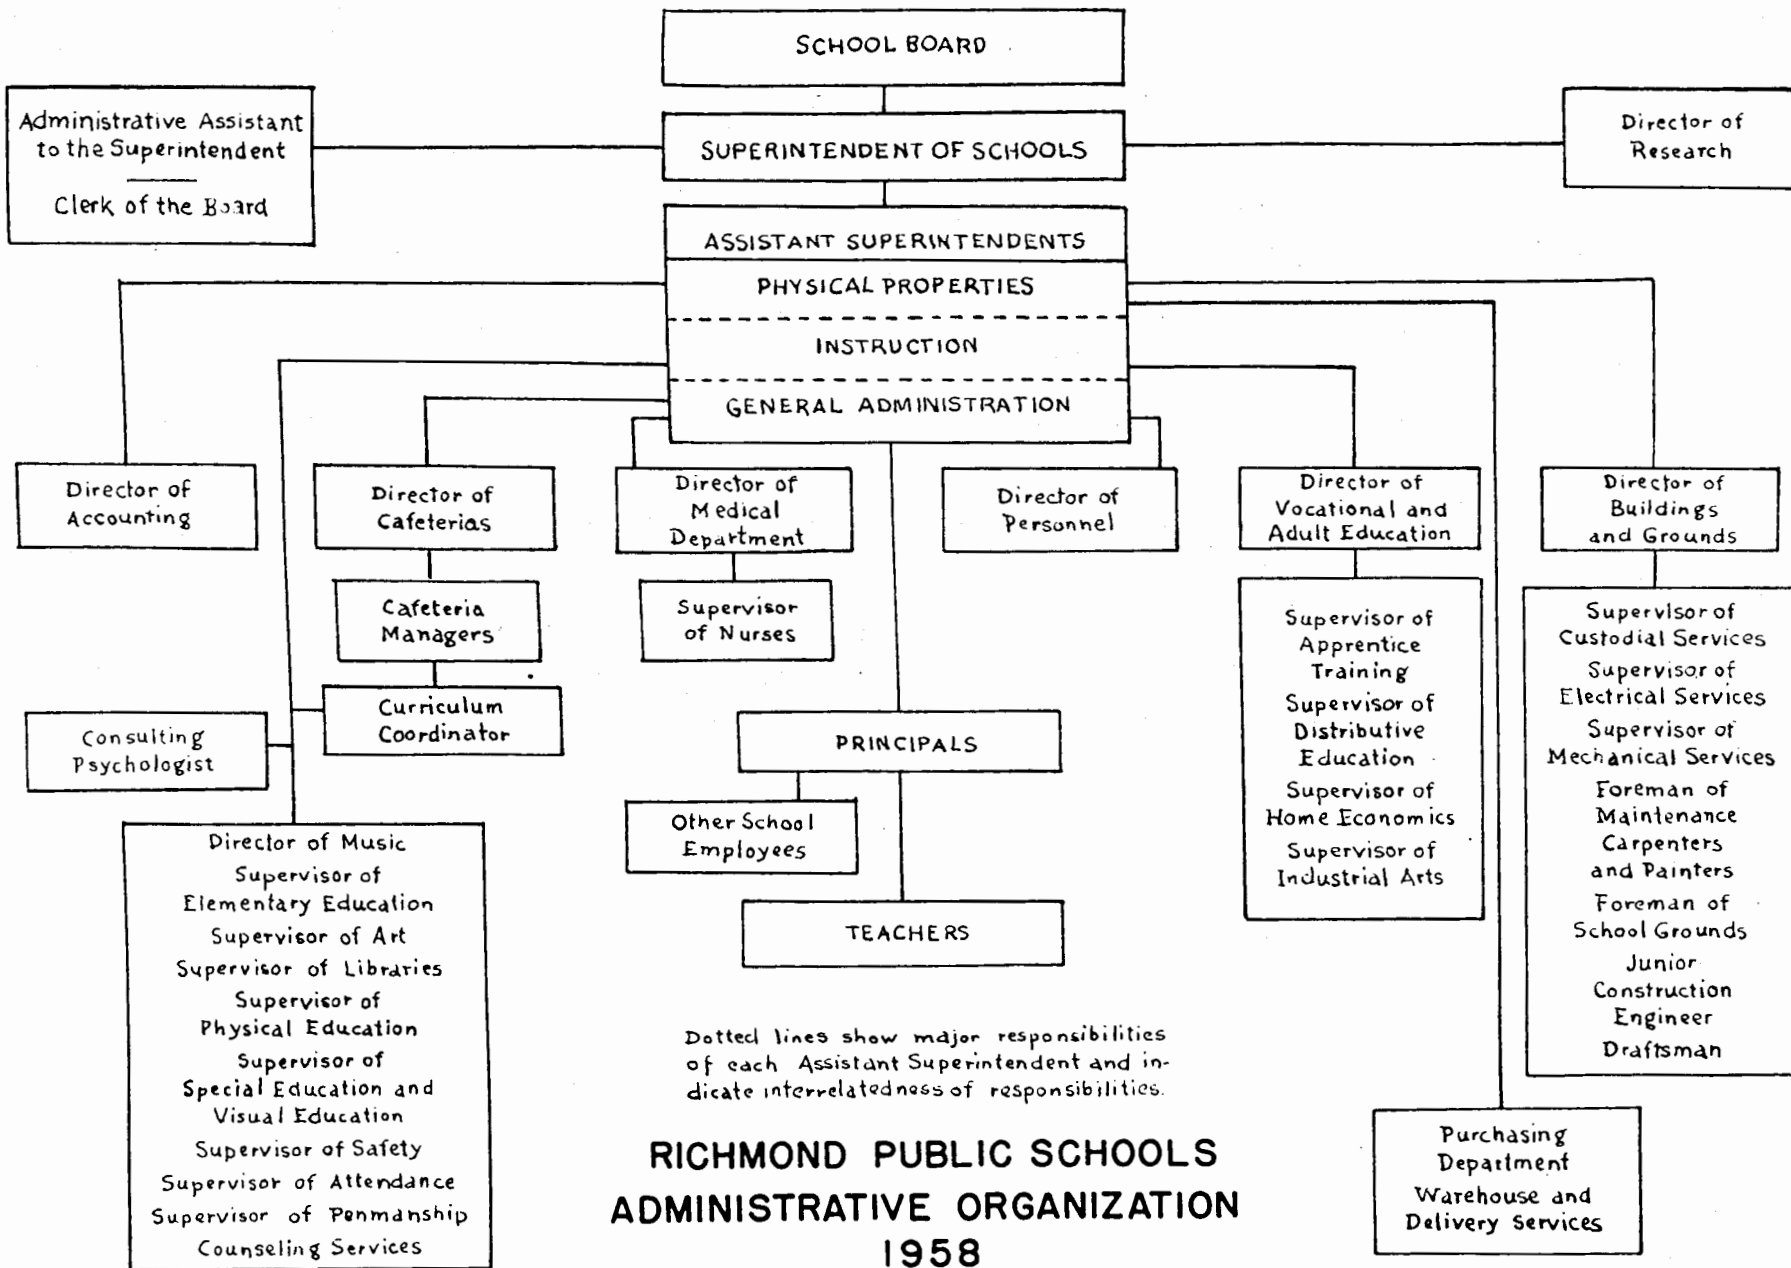 SCHOOL BOARD
Administrative Assistant
to the Superintendent
Clerk of the Board
SUPERINTENDENT OF SCHOOLS
Director of
Research
ASSISTANT SUPERINTENDENTS
PHYSICAL PROPERTIES
INSTRUCTION
GENERAL ADMINISTRATION
Director of
Accounting
Director of
Cafeterias
Director of
Medical
Department
Director of
Personnel
Director of
Vocational and
Adult Education
Director of
Buildings
and Grounds
Cafeteria
Managers
Supervisor
of Nurses
Curriculum
Coordinator
Consulting
Psychologist
PRINCIPALS
Other School
Employees
TEACHERS
Supervisor of
Apprentice
Training
Supervisor of
Distributive
Education
Supervisor of
Home Economics
Supervisor of
Industrial Arts
Supervisor of
Custodial Services
Supervisor of
Electrical Services
Supervisor of
Mechanical Services
Foreman of
Maintenance
Carpenters
and Painters
Foreman of
School Grounds
Junior
Construction
Engineer
Draftsman
Director of Music
Supervisor of
Elementary Education
Supervisor of Art
Supervisor of Libraries
Supervisor of
Physical Education
Supervisor of
Special Education and
Visual Education
Supervisor of Safety
Supervisor of Attendance
Supervisor of Penmanship
Counseling Services
Purchasing
Department
Warehouse and
Delivery Services
Dotted lines show major responsibilities
of each Assistant Superintendent and in-
dicate interrelatedness of responsibilities.
RICHMOND PUBLIC SCHOOLS
ADMINISTRATIVE ORGANIZATION
1958